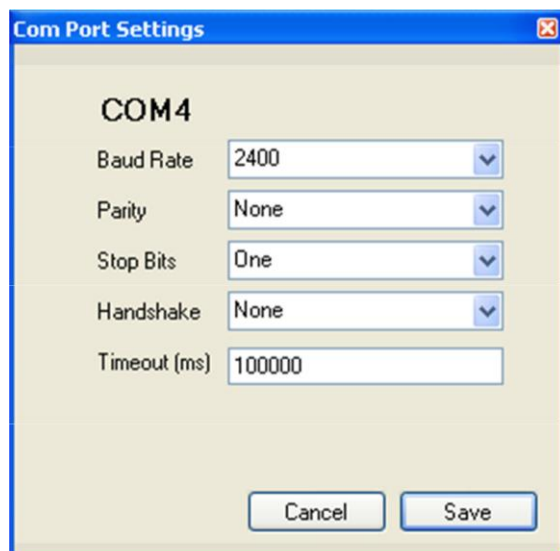 Com Port Settings
COM4
Baud Rate 2400
Parity None
Stop Bits One
Handshake None
Timeout (ms) 100000
Cancel Save